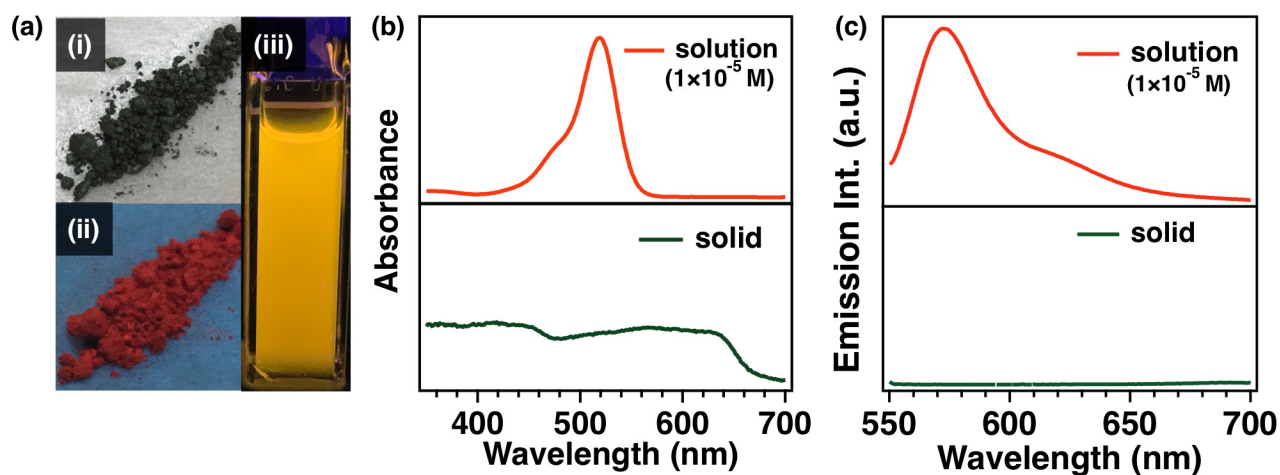 (a)
(i)
(ii)
(iii)
(b)
Absorbance
solution
(1×10⁻⁵ M)
solid
400 500 600 700
Wavelength (nm)
(c)
Emission Int. (a.u.)
solution
(1×10⁻⁵ M)
solid
550 600 650 700
Wavelength (nm)